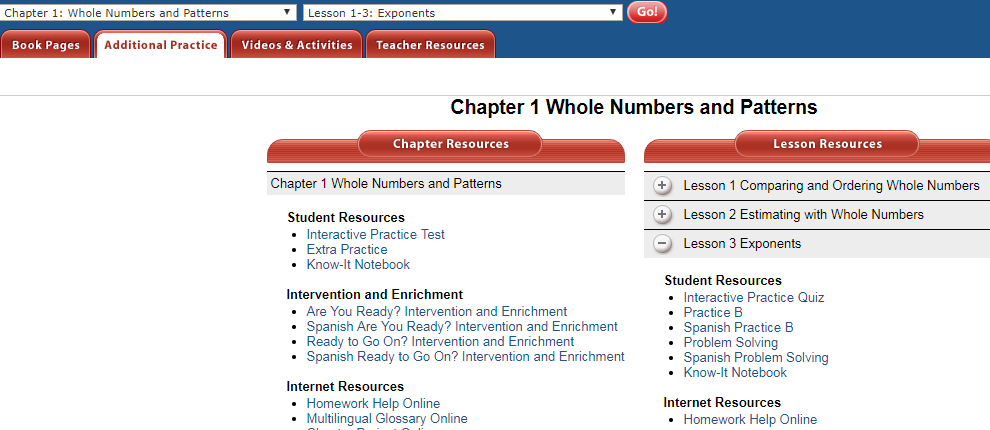 Chapter 1: Whole Numbers and Patterns
Lesson 1-3: Exponents
Go!
Book Pages
Additional Practice
Videos & Activities
Teacher Resources
Chapter 1 Whole Numbers and Patterns
Chapter Resources
Chapter 1 Whole Numbers and Patterns
Student Resources
Interactive Practice Test
Extra Practice
Know-It Notebook
Intervention and Enrichment
Are You Ready? Intervention and Enrichment
Spanish Are You Ready? Intervention and Enrichment
Ready to Go On? Intervention and Enrichment
Spanish Ready to Go On? Intervention and Enrichment
Internet Resources
Homework Help Online
Multilingual Glossary Online
Lesson Resources
Lesson 1 Comparing and Ordering Whole Numbers
Lesson 2 Estimating with Whole Numbers
Lesson 3 Exponents
Student Resources
Interactive Practice Quiz
Practice B
Spanish Practice B
Problem Solving
Spanish Problem Solving
Know-It Notebook
Internet Resources
Homework Help Online